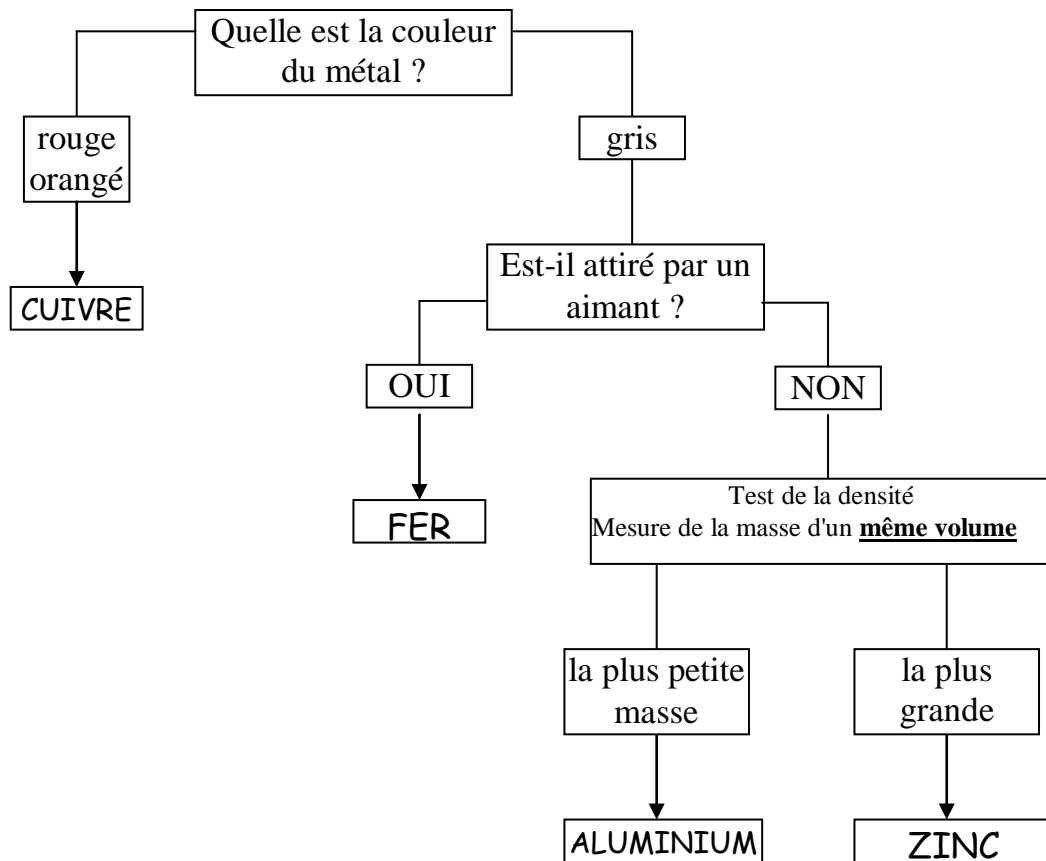 Quelle est la couleur
du métal ?
rouge
orangé
gris
CUIVRE
Est-il attiré par un
aimant ?
OUI
NON
FER
Test de la densité
Mesure de la masse d'un même volume
la plus petite
masse
la plus
grande
ALUMINIUM
ZINC